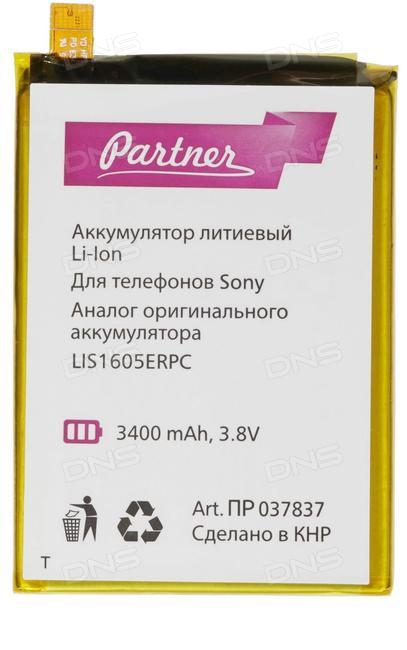 Partner
Аккумулятор литиевый
Li-Ion
Для телефонов Sony
Аналог оригинального
аккумулятора
LIS1605ERPC
3400 mAh, 3.8V
Art. ПР 037837
Сделано в КНР
T
DNS